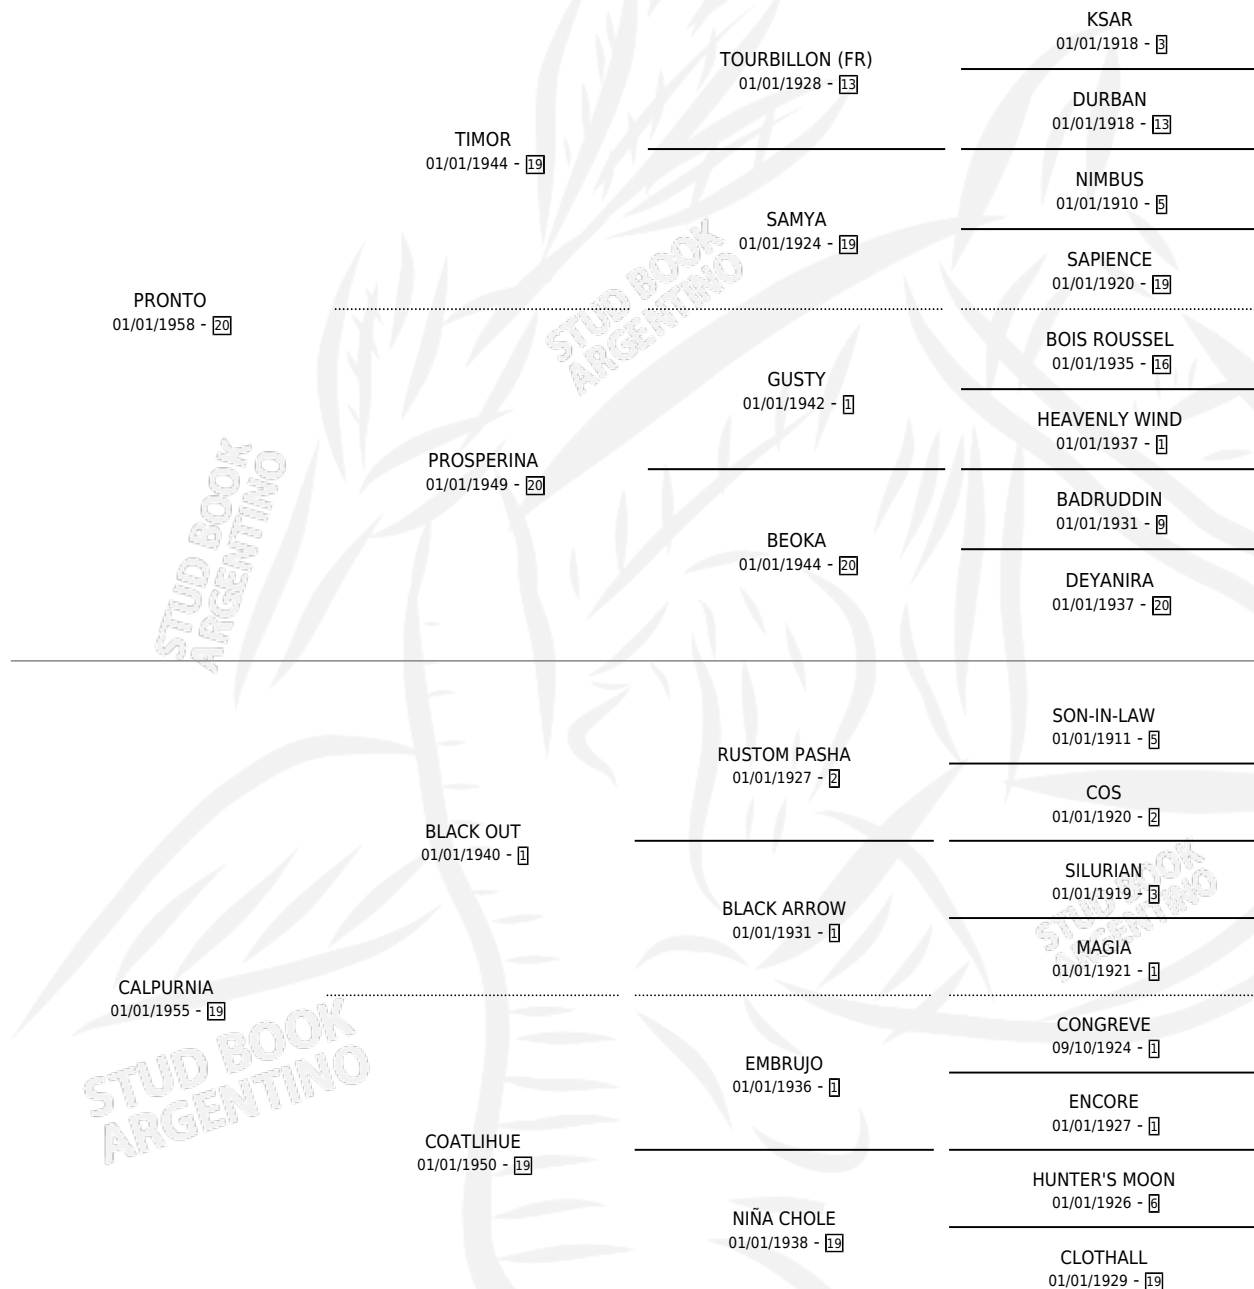 KSAR
01/01/1918 - 3
TOURBILLON (FR)
01/01/1928 - 13
DURBAN
01/01/1918 - 13
TIMOR
01/01/1944 - 19
NIMBUS
01/01/1910 - 5
SAMYA
01/01/1924 - 19
SAPIENCE
01/01/1920 - 19
PRONTO
01/01/1958 - 20
BOIS ROUSSEL
01/01/1935 - 16
GUSTY
01/01/1942 - 1
HEAVENLY WIND
01/01/1937 - 1
PROSPERINA
01/01/1949 - 20
BADRUDDIN
01/01/1931 - 9
BEOKA
01/01/1944 - 20
DEYANIRA
01/01/1937 - 20
SON-IN-LAW
01/01/1911 - 5
RUSTOM PASHA
01/01/1927 - 2
COS
01/01/1920 - 2
BLACK OUT
01/01/1940 - 1
SILURIAN
01/01/1919 - 3
BLACK ARROW
01/01/1931 - 1
MAGIA
01/01/1921 - 1
CALPURNIA
01/01/1955 - 19
CONGREVE
09/10/1924 - 1
EMBRUJO
01/01/1936 - 1
ENCORE
01/01/1927 - 1
COATLIHUE
01/01/1950 - 19
HUNTER'S MOON
01/01/1926 - 6
NIÑA CHOLE
01/01/1938 - 19
CLOTHALL
01/01/1929 - 19
STUD BOOK
ARGENTINO
STUD BOOK
ARGENTINO
STUD BOOK
ARGENTINO
STUD BOOK
ARGENTINO